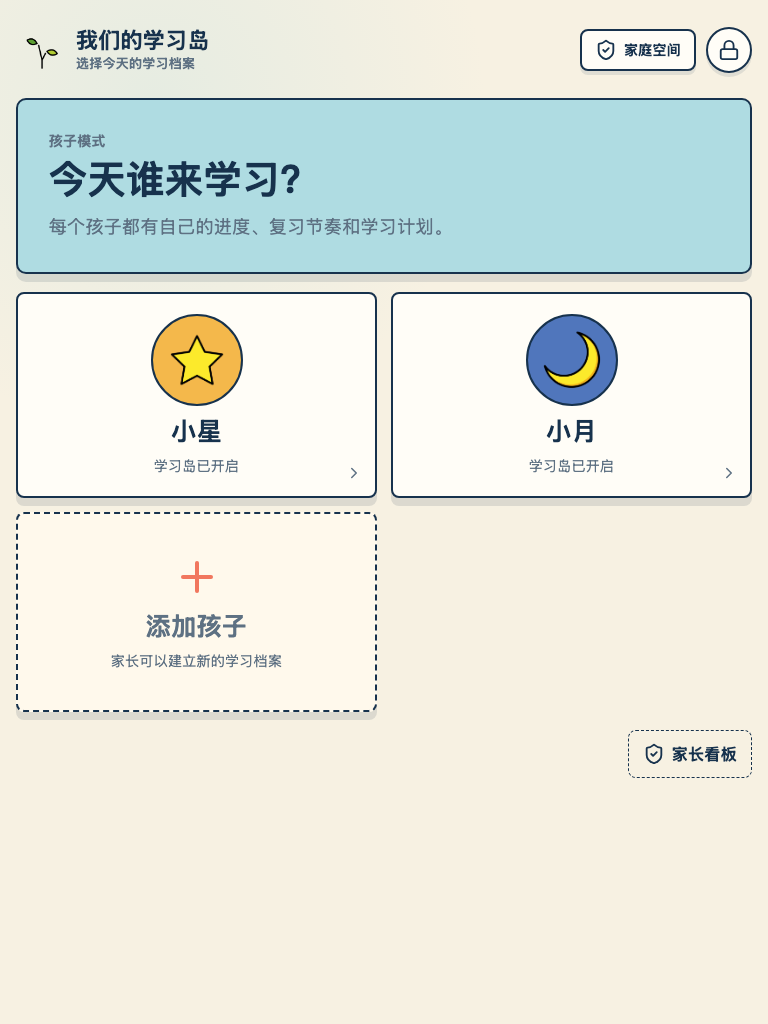 我们的学习岛
选择今天的学习档案
家庭空间
孩子模式
今天谁来学习?
每个孩子都有自己的进度、复习节奏和学习计划。
小星
学习岛已开启
小月
学习岛已开启
添加孩子
家长可以建立新的学习档案
家长看板